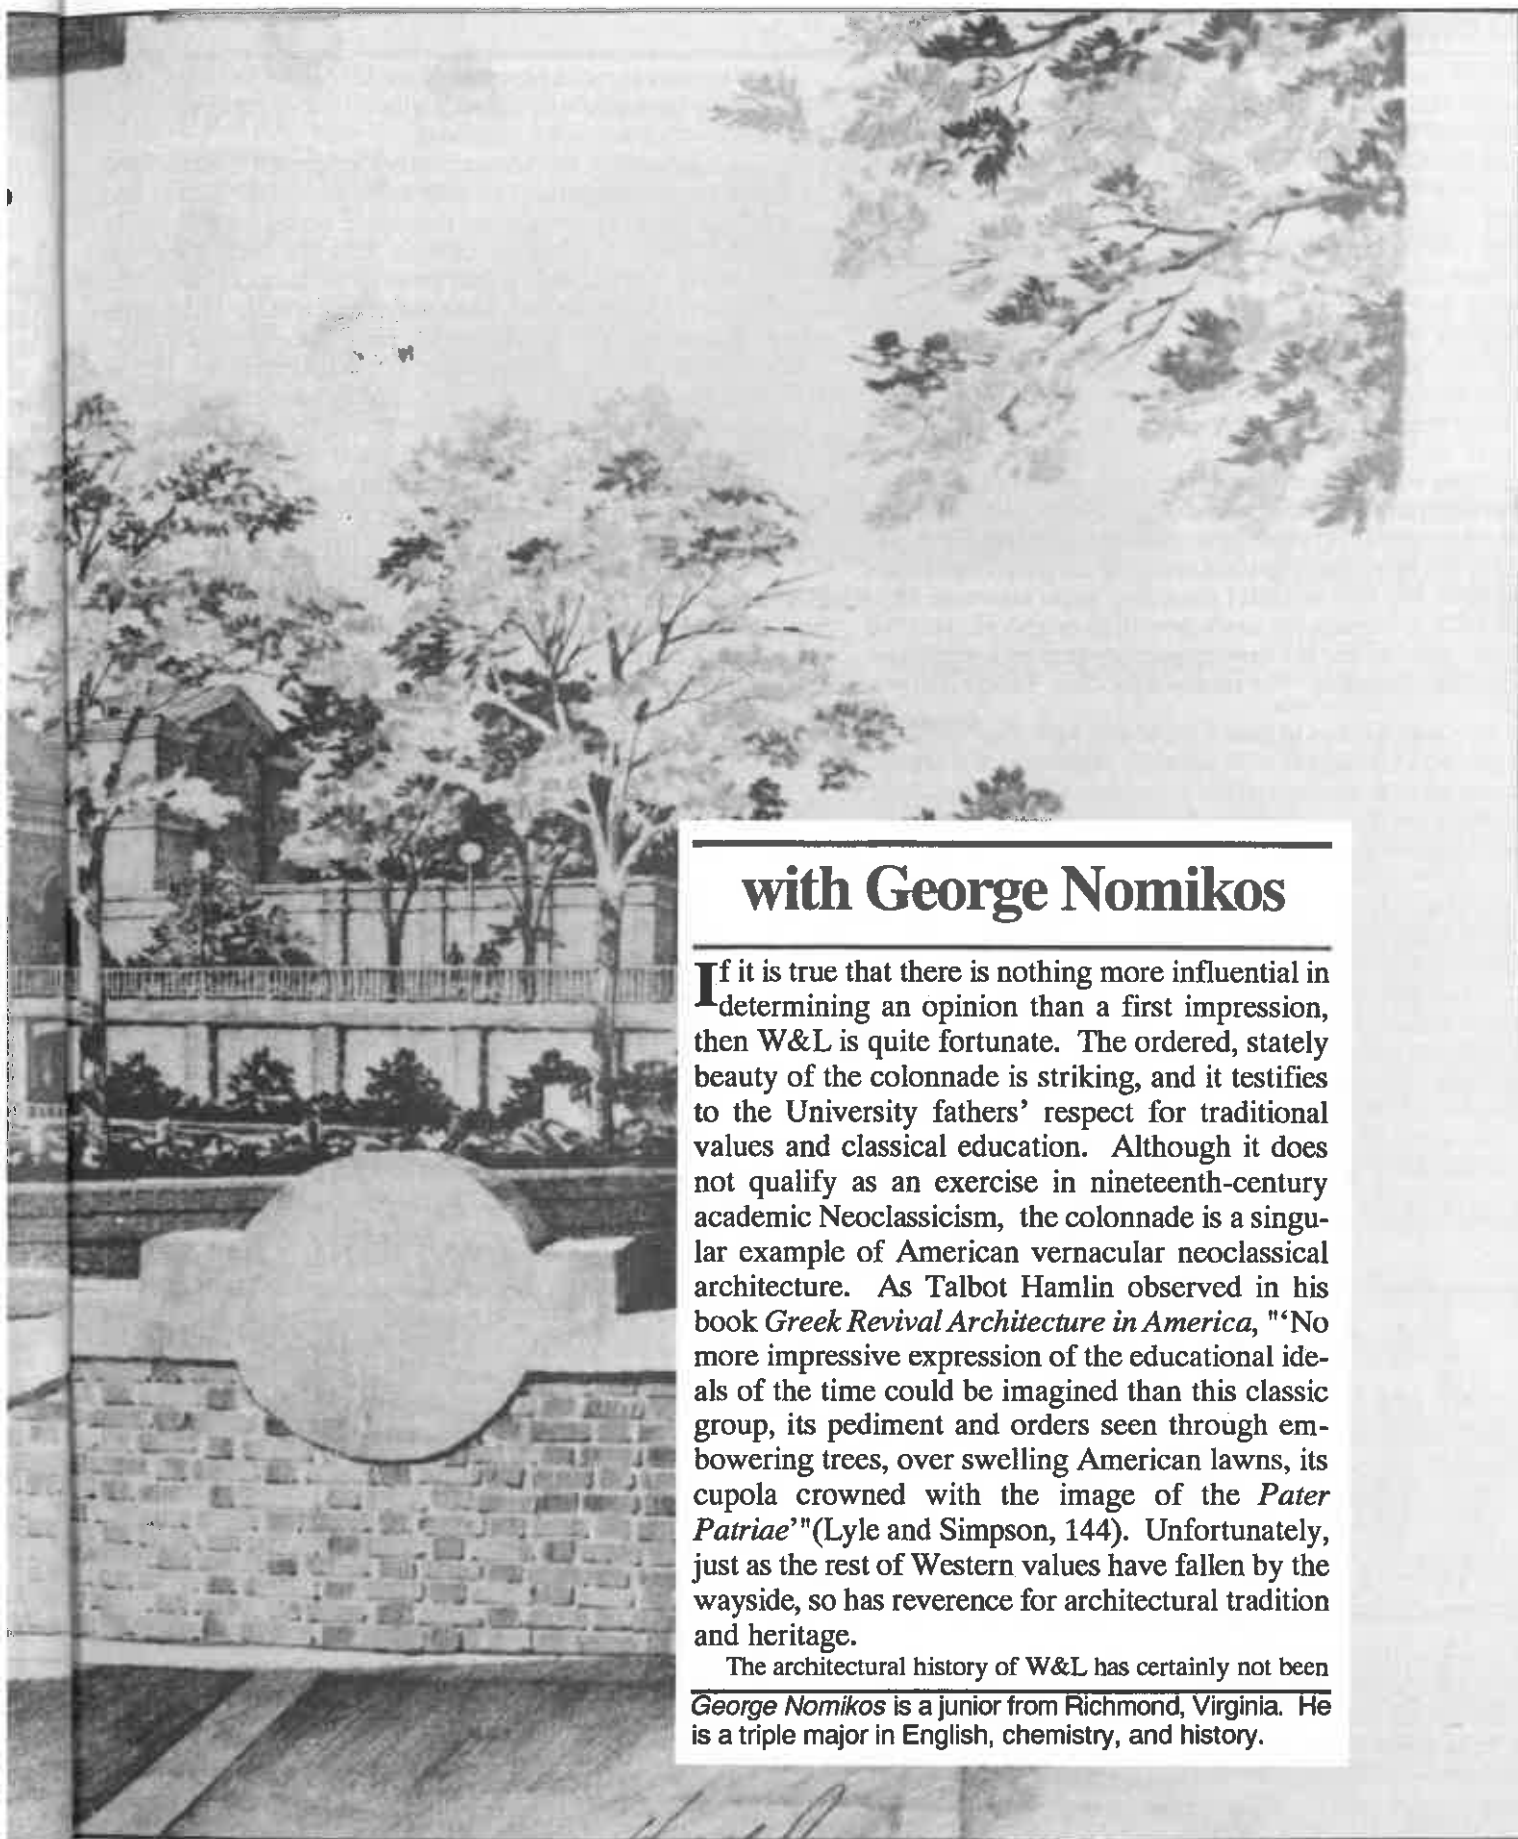 with George Nomikos
If it is true that there is nothing more influential in
determining an opinion than a first impression,
then W&L is quite fortunate. The ordered, stately
beauty of the colonnade is striking, and it testifies
to the University fathers' respect for traditional
values and classical education. Although it does
not qualify as an exercise in nineteenth-century
academic Neoclassicism, the colonnade is a singu-
lar example of American vernacular neoclassical
architecture. As Talbot Hamlin observed in his
book Greek Revival Architecture in America, "'No
more impressive expression of the educational ide-
als of the time could be imagined than this classic
group, its pediment and orders seen through em-
bowering trees, over swelling American lawns, its
cupola crowned with the image of the Pater
Patriae'"(Lyle and Simpson, 144). Unfortunately,
just as the rest of Western values have fallen by the
wayside, so has reverence for architectural tradition
and heritage.
The architectural history of W&L has certainly not been
George Nomikos is a junior from Richmond, Virginia. He
is a triple major in English, chemistry, and history.